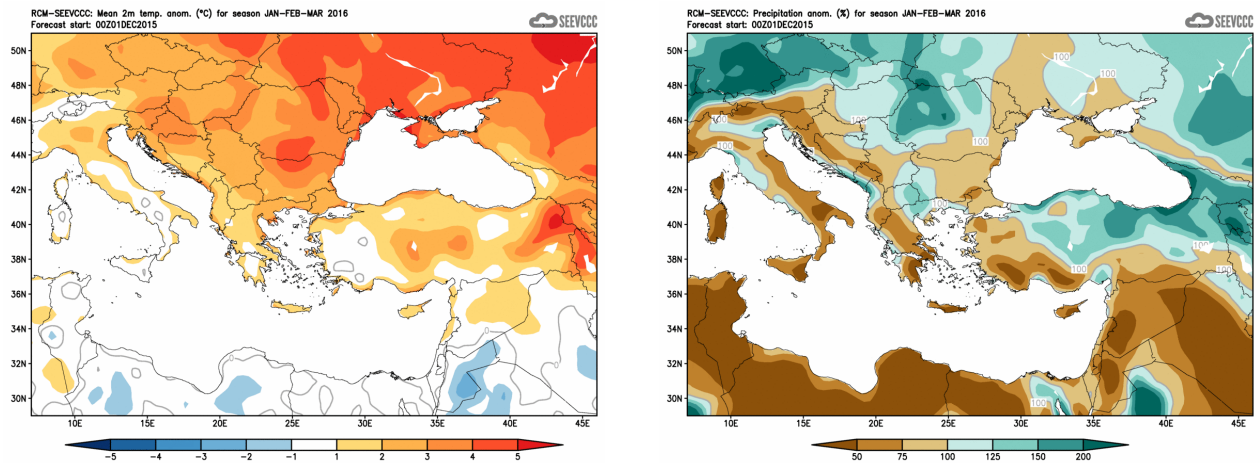 RCM-SEEVCCC: Mean 2m temp. anom. (°C) for season JAN-FEB-MAR 2016
Forecast start: 00Z01DEC2015
SEEVCCC
50N
48N
46N
44N
42N
40N
38N
36N
34N
32N
30N
0
0
10E 15E 20E 25E 30E 35E 40E 45E
-5 -4 -3 -2 -1 1 2 3 4 5
RCM-SEEVCCC: Precipitation anom. (%) for season JAN-FEB-MAR 2016
Forecast start: 00Z01DEC2015
SEEVCCC
50N
48N
46N
44N
42N
40N
38N
36N
34N
32N
30N
100
100
100
100
100
100
100
100
100
100
100
10E 15E 20E 25E 30E 35E 40E 45E
50 75 100 125 150 200